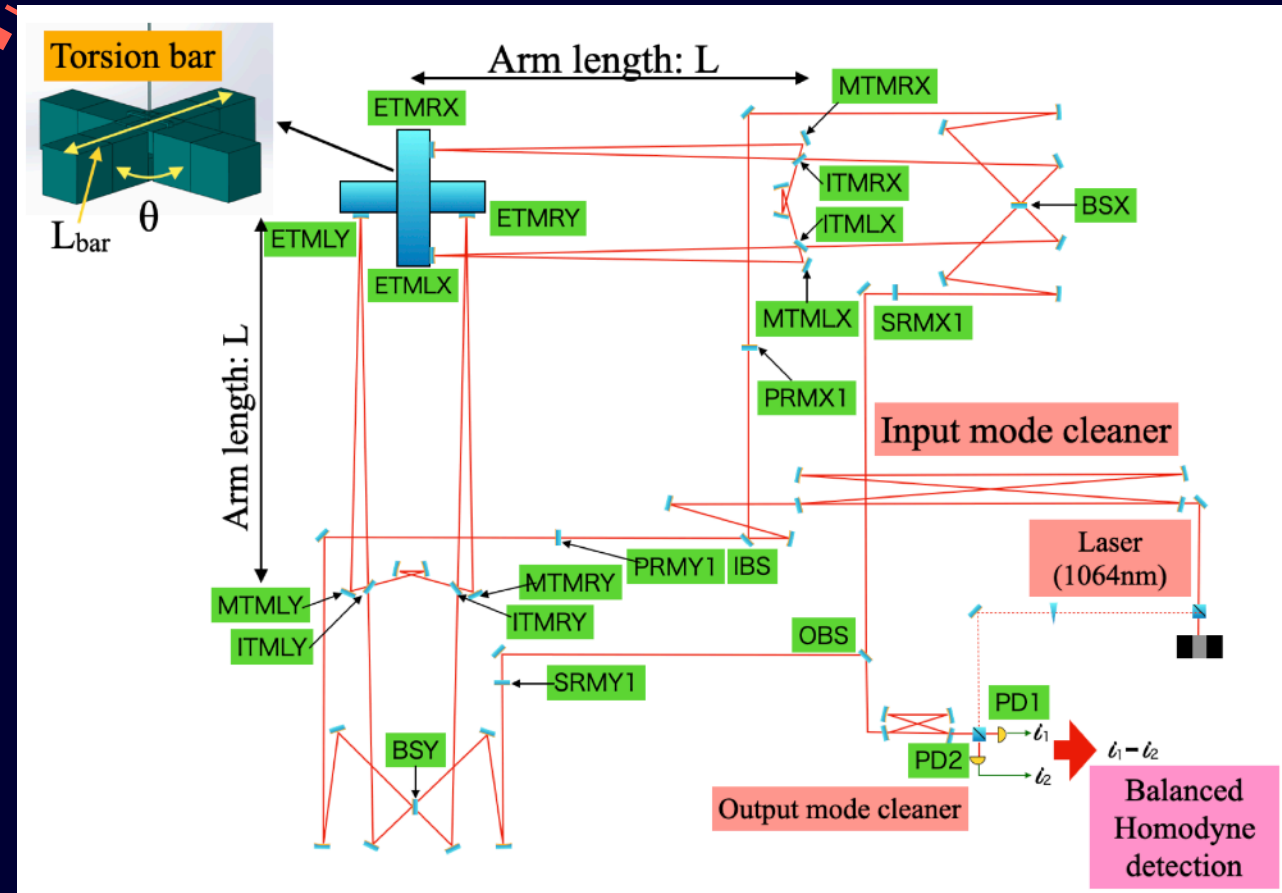 Torsion bar
Arm length: L
MTMRX
ETMRX
ITMRX
θ
L_bar
ETMLY
ETMRY
ITMLX
BSX
ETMLX
MTMLX
SRMX1
Arm length: L
PRMX1
Input mode cleaner
Laser
(1064nm)
PRMY1
IBS
MTMLY
MTMRY
ITMLY
ITMRY
OBS
SRMY1
PD1
i₁
BSY
PD2
i₂
i₁ – i₂
Output mode cleaner
Balanced
Homodyne
detection